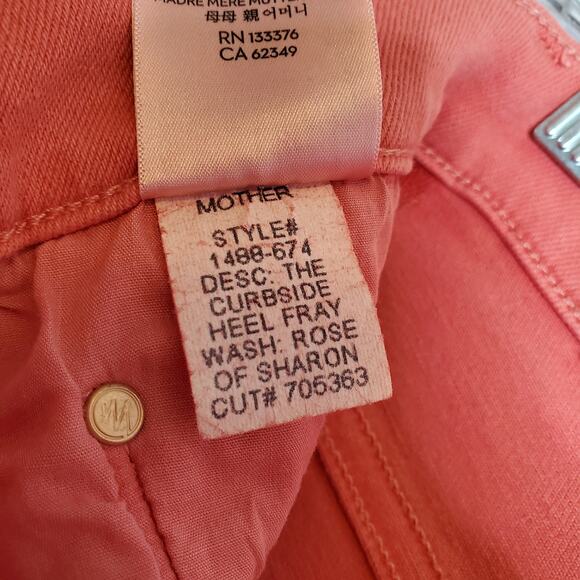 MADRE MERE MUTTER
母母 親 어머니
RN 133376
CA 62349
MOTHER
STYLE#
1488-674
DESC: THE
CURBSIDE
HEEL FRAY
WASH: ROSE
OF SHARON
CUT# 705363